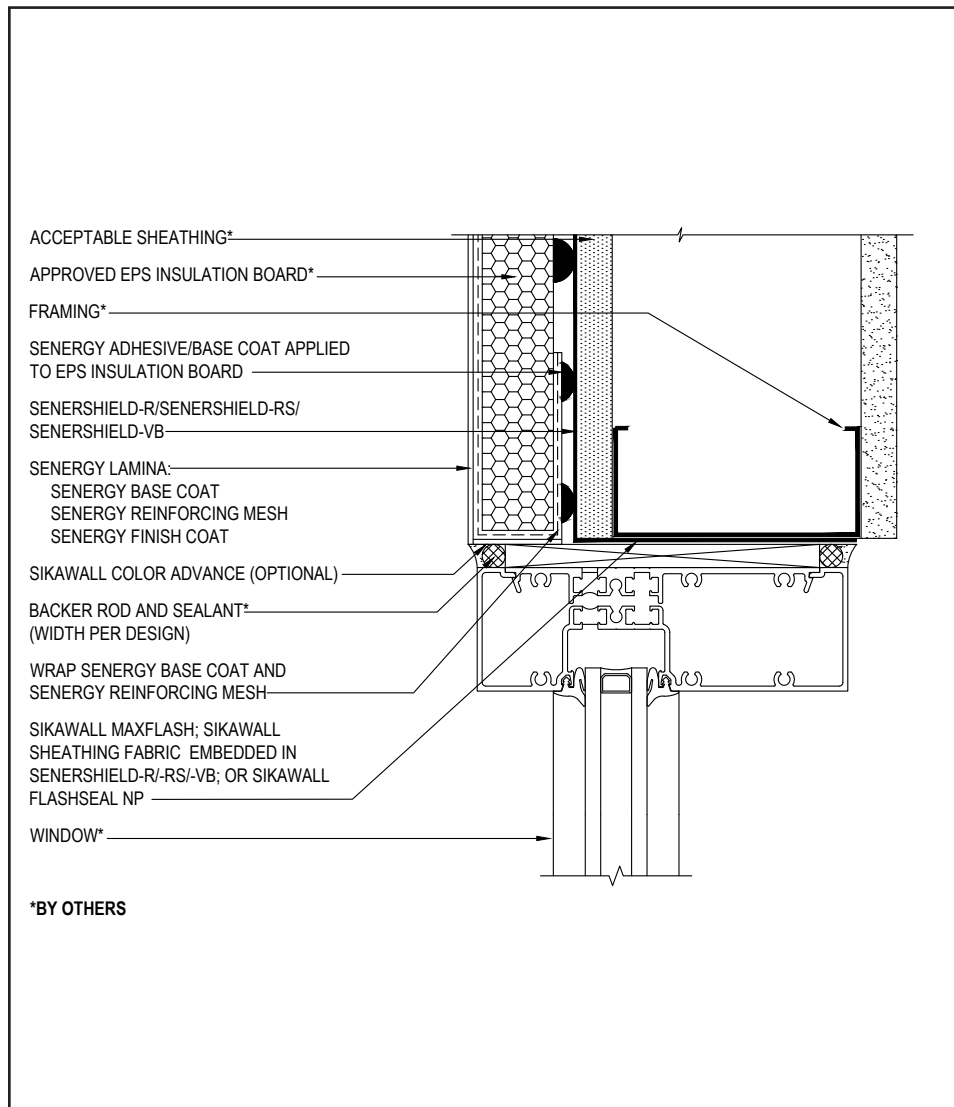 ACCEPTABLE SHEATHING*
APPROVED EPS INSULATION BOARD*
FRAMING*
SENERGY ADHESIVE/BASE COAT APPLIED
TO EPS INSULATION BOARD
SENERSHIELD-R/SENERSHIELD-RS/
SENERSHIELD-VB
SENERGY LAMINA:
SENERGY BASE COAT
SENERGY REINFORCING MESH
SENERGY FINISH COAT
SIKAWALL COLOR ADVANCE (OPTIONAL)
BACKER ROD AND SEALANT*
(WIDTH PER DESIGN)
WRAP SENERGY BASE COAT AND
SENERGY REINFORCING MESH
SIKAWALL MAXFLASH; SIKAWALL
SHEATHING FABRIC EMBEDDED IN
SENERSHIELD-R/-RS/-VB; OR SIKAWALL
FLASHSEAL NP
WINDOW*
*BY OTHERS